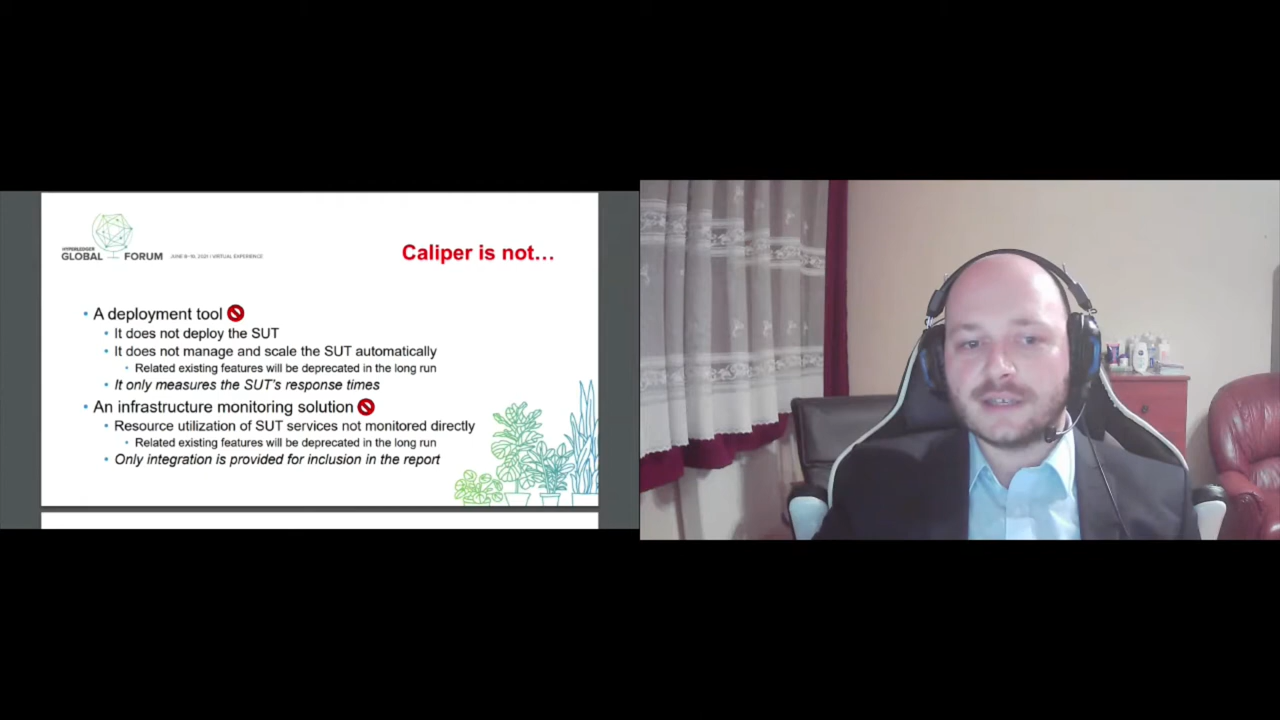 HYPERLEDGER
GLOBAL FORUM JUNE 8-10, 2021 | VIRTUAL EXPERIENCE
Caliper is not…
• A deployment tool
• It does not deploy the SUT
• It does not manage and scale the SUT automatically
• Related existing features will be deprecated in the long run
• It only measures the SUT's response times
• An infrastructure monitoring solution
• Resource utilization of SUT services not monitored directly
• Related existing features will be deprecated in the long run
• Only integration is provided for inclusion in the report